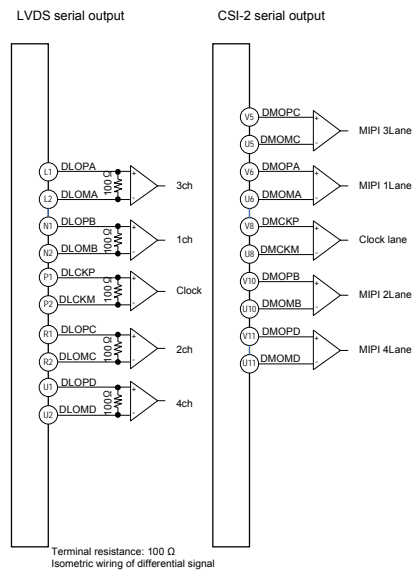 LVDS serial output
L1 DLOPA
100 Ω
L2 DLOMA
3ch
N1 DLOPB
100 Ω
N2 DLOMB
1ch
P1 DLCKP
100 Ω
P2 DLCKM
Clock
R1 DLOPC
100 Ω
R2 DLOMC
2ch
U1 DLOPD
100 Ω
U2 DLOMD
4ch
Terminal resistance: 100 Ω
Isometric wiring of differential signal
CSI-2 serial output
V5 DMOPC
U5 DMOMC
MIPI 3Lane
V6 DMOPA
U6 DMOMA
MIPI 1Lane
V8 DMCKP
U8 DMCKM
Clock lane
V10 DMOPB
U10 DMOMB
MIPI 2Lane
V11 DMOPD
U11 DMOMD
MIPI 4Lane